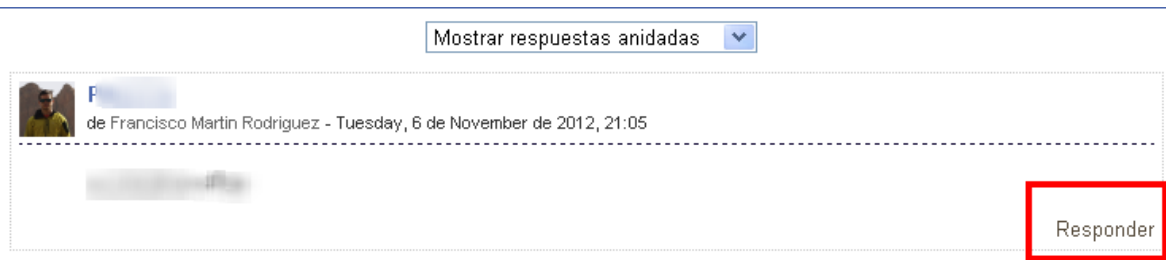 Mostrar respuestas anidadas
de Francisco Martin Rodriguez - Tuesday, 6 de November de 2012, 21:05
Responder